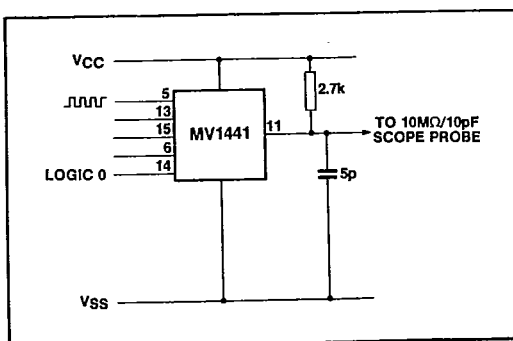 VCC
5
13
15
6
14
LOGIC 0
MV1441
11
2.7k
TO 10MΩ/10pF
SCOPE PROBE
5p
VSS